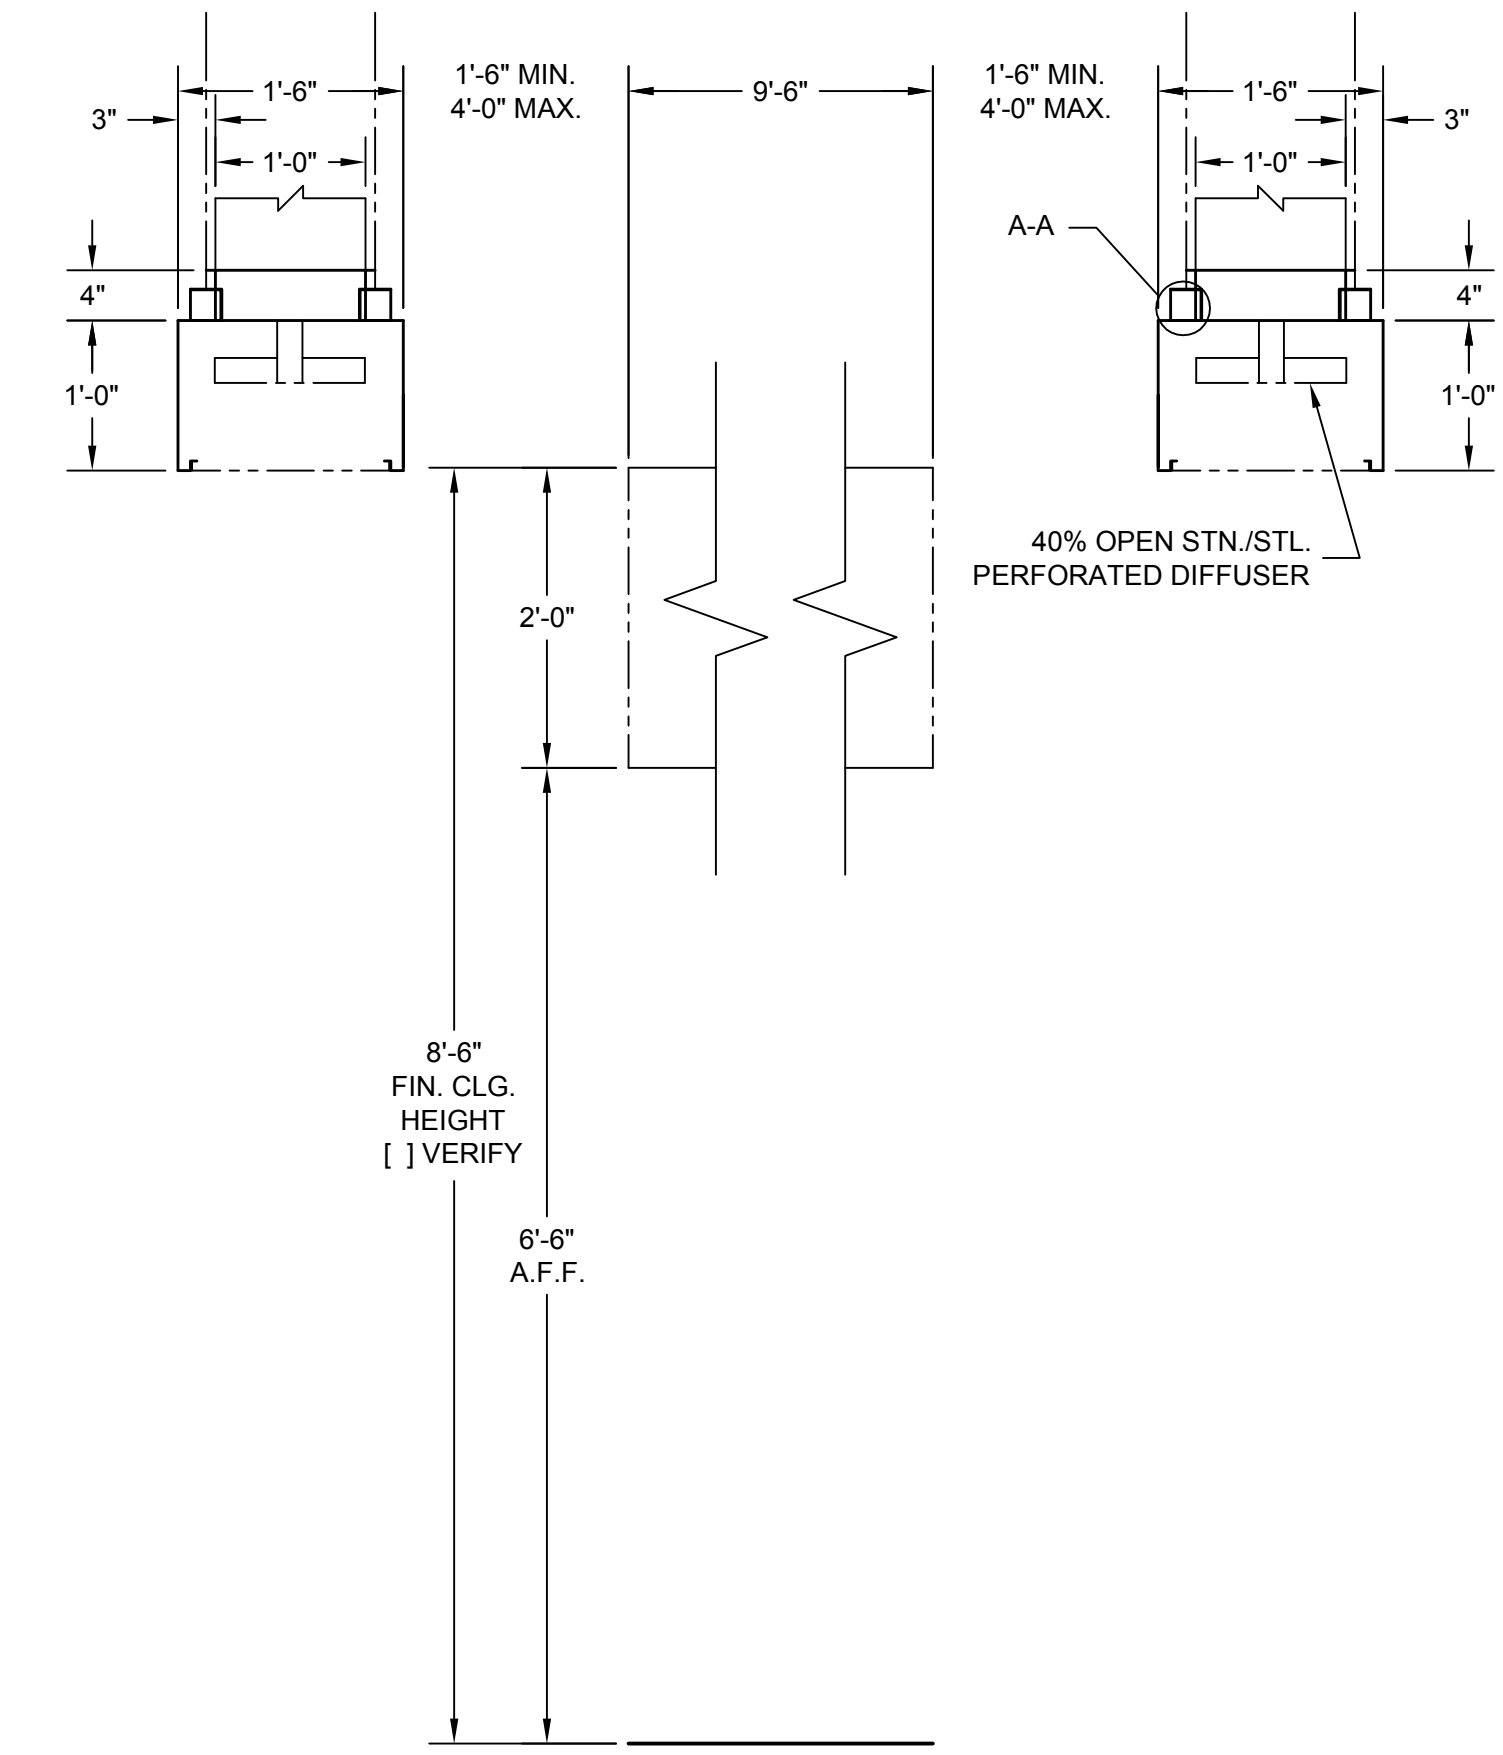 1'-6" MIN.
4'-0" MAX.
1'-6" MIN.
4'-0" MAX.
1'-6"
9'-6"
1'-6"
3"
3"
1'-0"
1'-0"
A-A
4"
4"
1'-0"
1'-0"
40% OPEN STN./STL.
PERFORATED DIFFUSER
2'-0"
8'-6"
FIN. CLG.
HEIGHT
[ ] VERIFY
6'-6"
A.F.F.